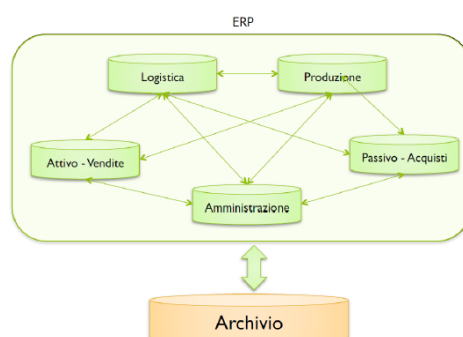 ERP
Logistica
Produzione
Attivo - Vendite
Passivo - Acquisti
Amministrazione
Archivio